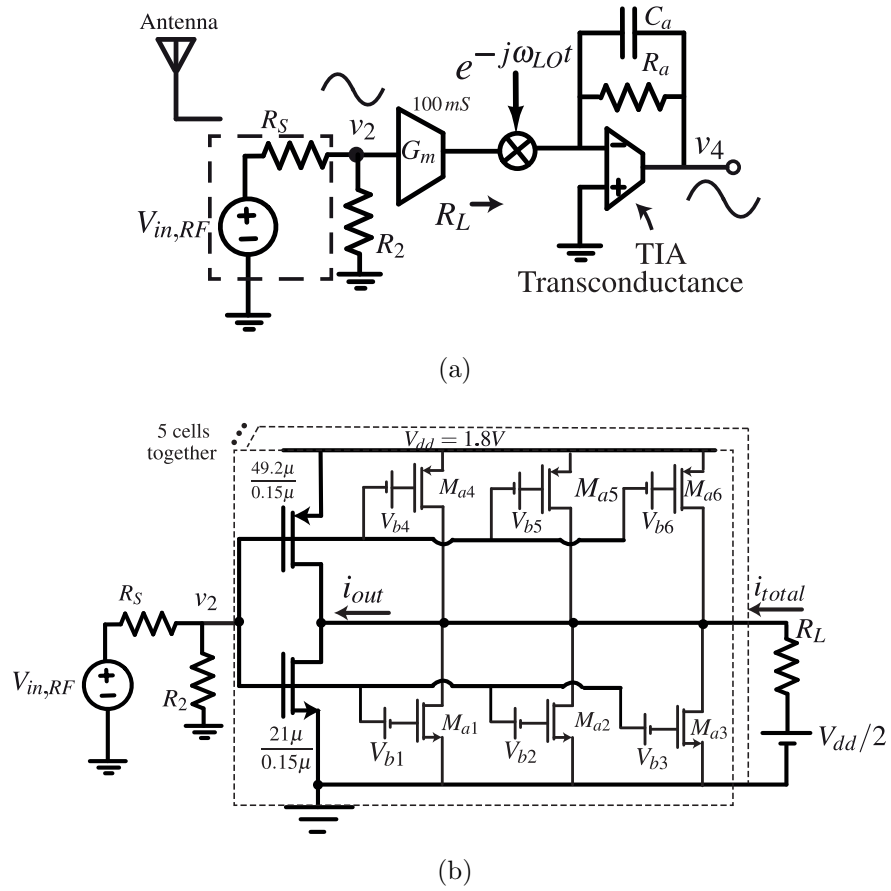 Antenna
C_a
e^{-jω_{LO}t}
R_a
100 mS
R_S
v_2
G_m
v_4
V_{in,RF}
R_2
R_L
TIA
Transconductance
(a)
5 cells
together
V_{dd} = 1.8V
49.2μ
0.15μ
M_{a4}
M_{a5}
M_{a6}
V_{b4}
V_{b5}
V_{b6}
R_S
v_2
i_{out}
i_{total}
R_L
V_{in,RF}
R_2
M_{a1}
M_{a2}
M_{a3}
21μ
0.15μ
V_{b1}
V_{b2}
V_{b3}
V_{dd}/2
(b)